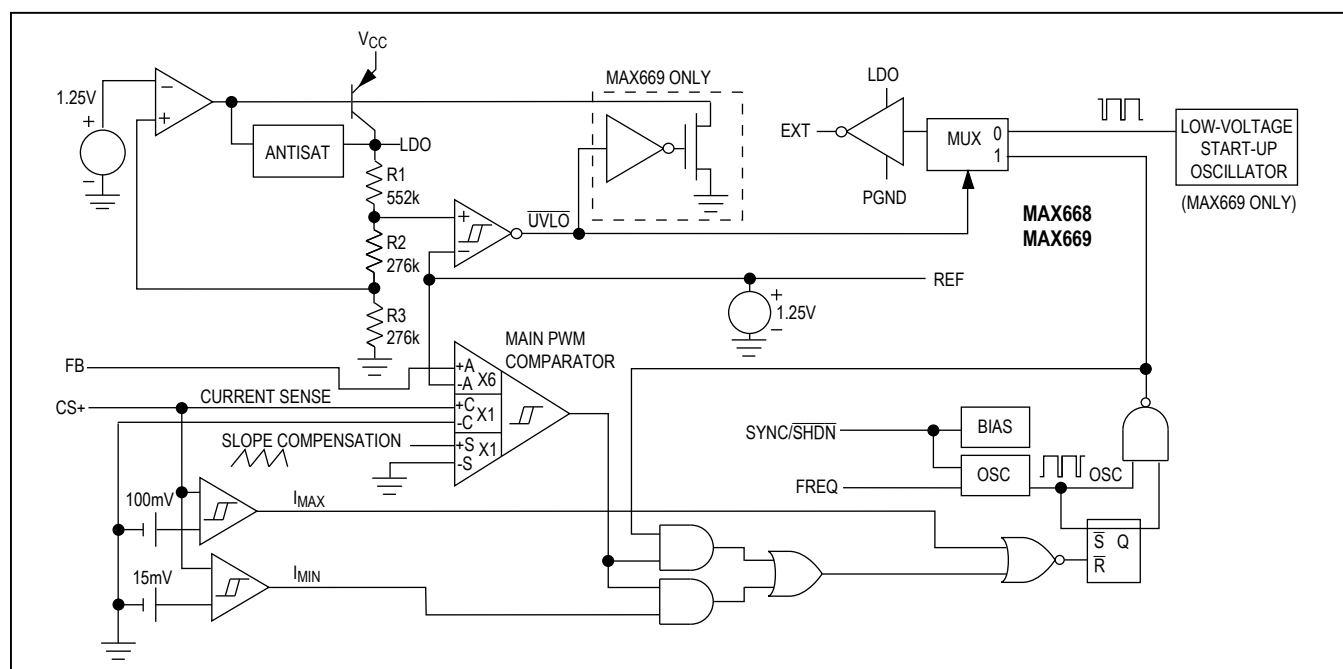 V_CC
MAX669 ONLY
1.25V
+
−
−
+
ANTISAT
LDO
R1
552k
R2
276k
R3
276k
+
−
U̅V̅L̅O̅
LDO
EXT
PGND
MUX
0
1
LOW-VOLTAGE
START-UP
OSCILLATOR
(MAX669 ONLY)
MAX668
MAX669
REF
+
1.25V
−
MAIN PWM
COMPARATOR
FB
+A
-A
X6
CURRENT SENSE
CS+
+C
-C
X1
SLOPE COMPENSATION
+S
-S
X1
SYNC/S̅H̅D̅N̅
BIAS
OSC
OSC
FREQ
100mV
I_MAX
15mV
I_MIN
S̅ Q
R̅